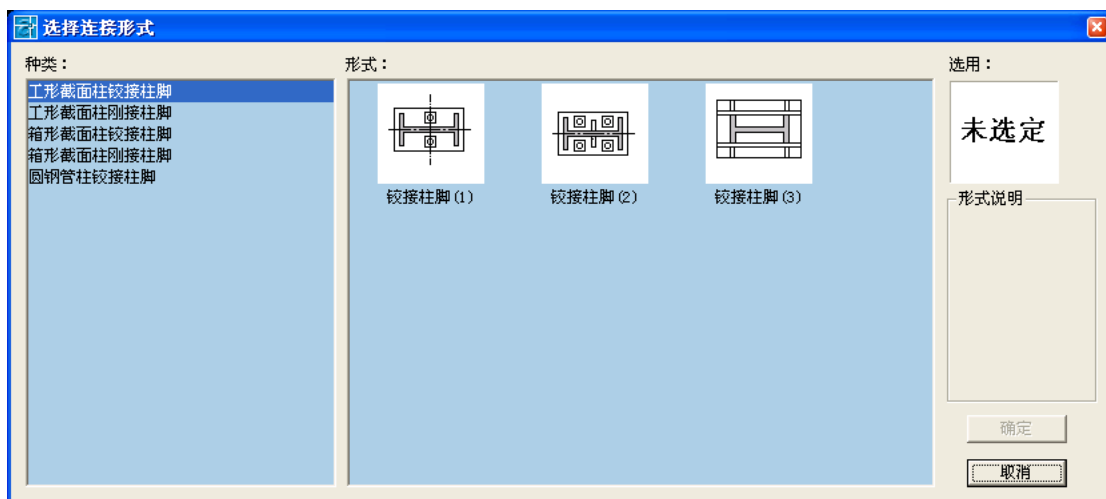 选择连接形式
种类：
形式：
选用：
工形截面柱铰接柱脚
工形截面柱刚接柱脚
箱形截面柱铰接柱脚
箱形截面柱刚接柱脚
圆钢管柱铰接柱脚
铰接柱脚(1)
铰接柱脚(2)
铰接柱脚(3)
未选定
形式说明
确定
取消